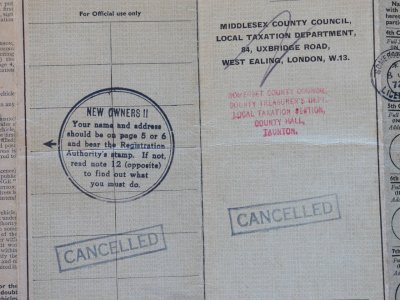 For Official use only
NEW OWNERS !!
Your name and address
should be on page 5 or 6
and bear the Registration
Authority's stamp. If not,
read note 12 (opposite)
to find out what
you must do.
CANCELLED
MIDDLESEX COUNTY COUNCIL,
LOCAL TAXATION DEPARTMENT,
84, UXBRIDGE ROAD,
WEST EALING, LONDON, W.13.
SOMERSET COUNTY COUNCIL
COUNTY TREASURER'S DEPT.
LOCAL TAXATION SECTION,
COUNTY HALL,
TAUNTON.
CANCELLED